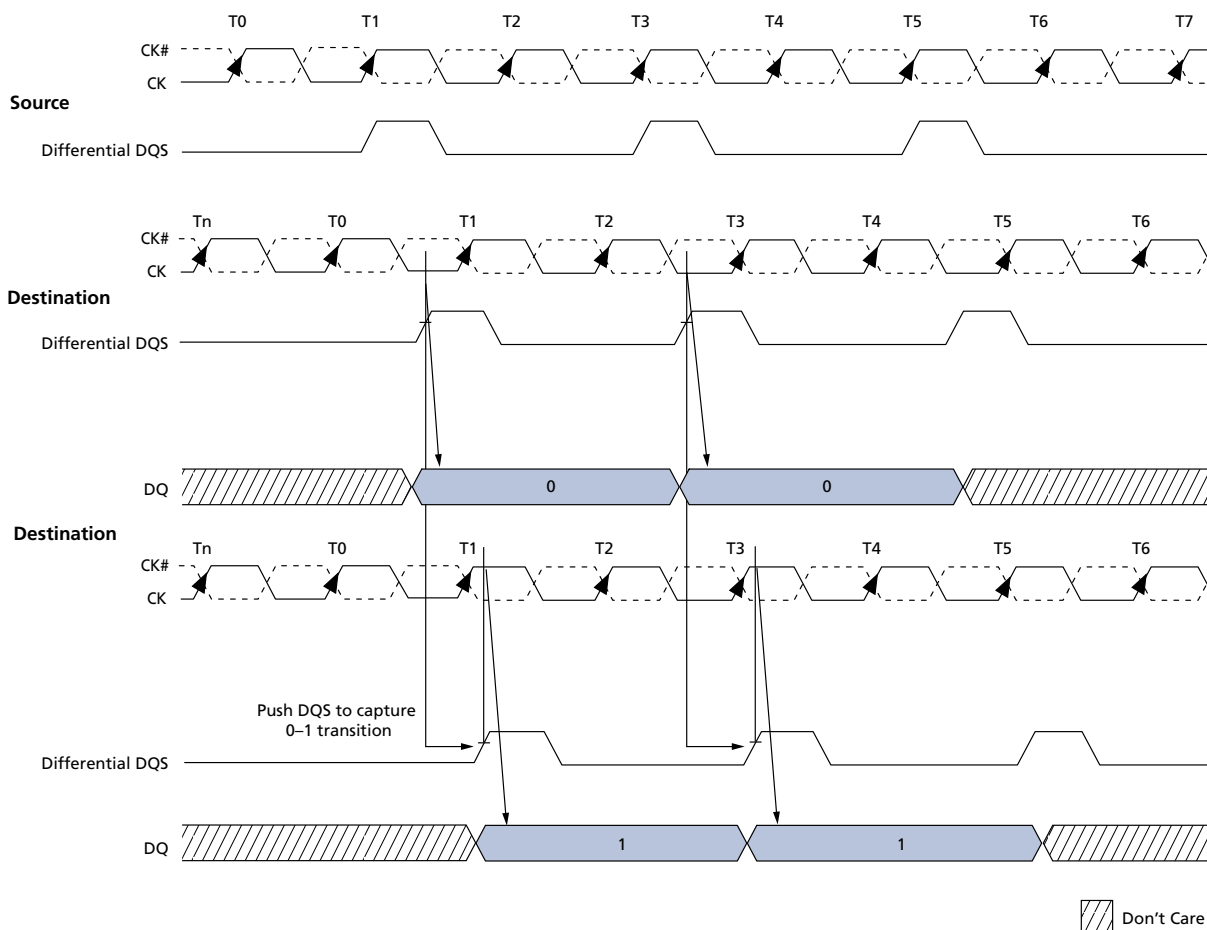 T0 T1 T2 T3 T4 T5 T6 T7
CK#
CK
Source
Differential DQS
Tn T0 T1 T2 T3 T4 T5 T6
CK#
CK
Destination
Differential DQS
DQ 0 0
Destination
Tn T0 T1 T2 T3 T4 T5 T6
CK#
CK
Push DQS to capture
0–1 transition
Differential DQS
DQ 1 1
Don't Care